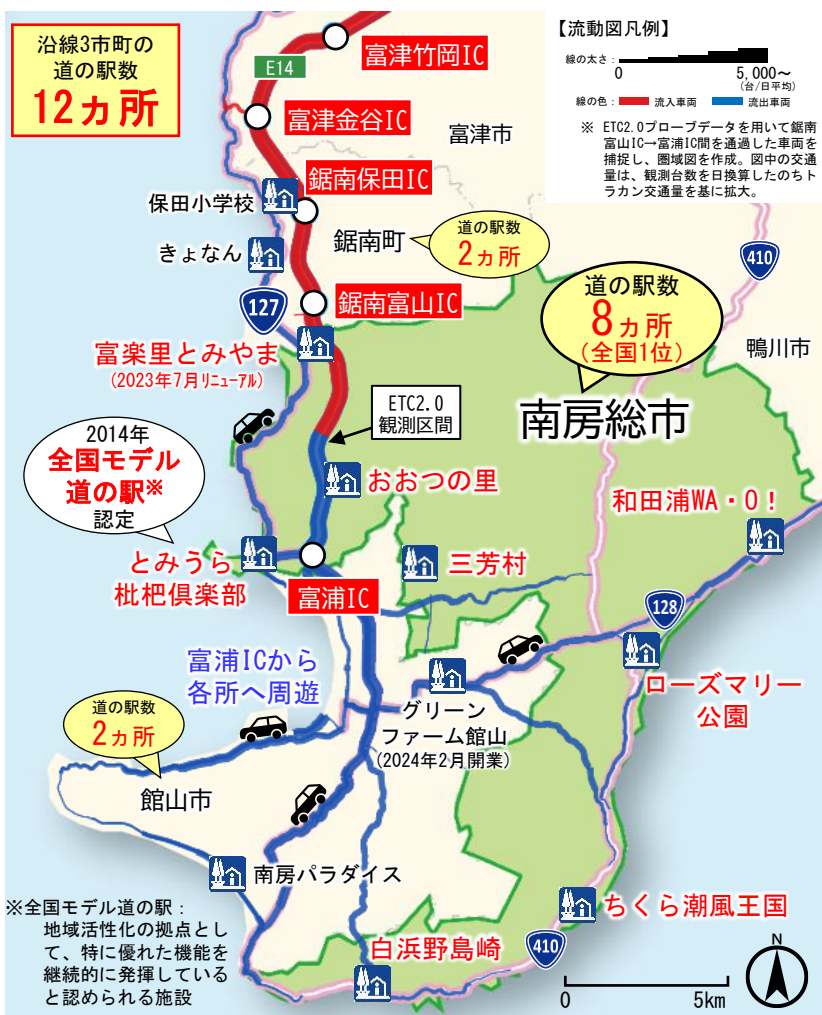 沿線3市町の
道の駅数
12ヵ所
【流動図凡例】
線の太さ：
0
5,000～
(台/日平均)
線の色：
流入車両
流出車両
※ ETC2.0プローブデータを用いて鋸南
富山IC→富浦IC間を通過した車両を
捕捉し、圏域図を作成。図中の交通
量は、観測台数を日換算したのちト
ラカン交通量を基に拡大。
富津竹岡IC
E14
富津金谷IC
富津市
鋸南保田IC
保田小学校
鋸南町
道の駅数
2ヵ所
きょなん
410
127
鋸南富山IC
道の駅数
8ヵ所
(全国1位)
鴨川市
富楽里とみやま
(2023年7月ﾘﾆｭｰｱﾙ)
ETC2.0
観測区間
南房総市
2014年
全国モデル
道の駅※
認定
おおつの里
和田浦WA・O！
とみうら
枇杷倶楽部
三芳村
富浦IC
128
富浦ICから
各所へ周遊
ローズマリー
公園
グリーン
ファーム館山
(2024年2月開業)
道の駅数
2ヵ所
館山市
南房パラダイス
ちくら潮風王国
※全国モデル道の駅：
地域活性化の拠点とし
て、特に優れた機能を
継続的に発揮している
と認められる施設
白浜野島崎
410
N
0
5km